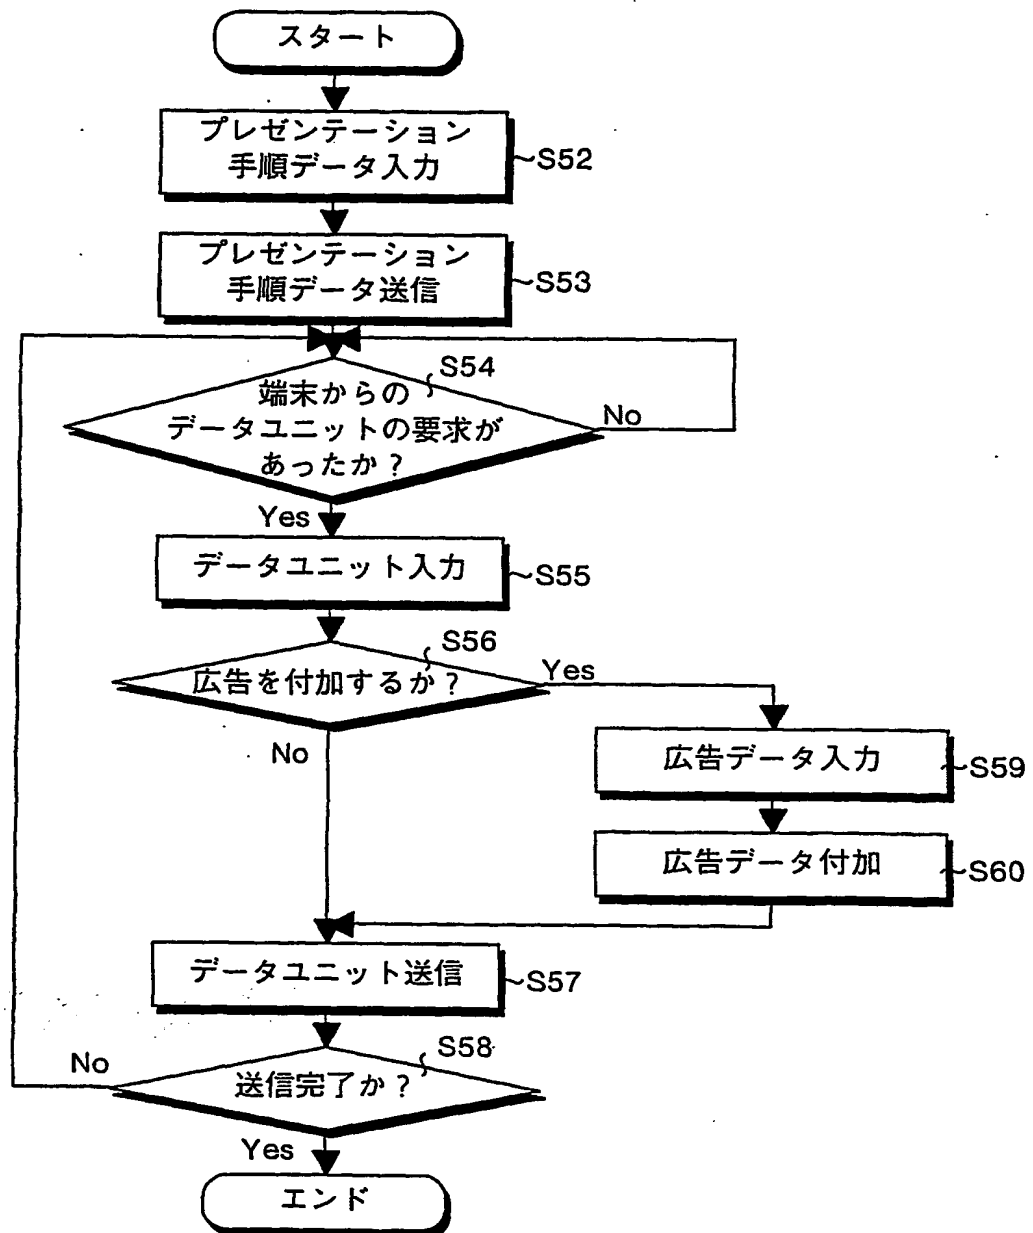 スタート
プレゼンテーション
手順データ入力
S52
プレゼンテーション
手順データ送信
S53
S54
端末からの
データユニットの要求が
あったか？
No
Yes
データユニット入力
S55
S56
広告を付加するか？
Yes
No
広告データ入力
S59
広告データ付加
S60
データユニット送信
S57
S58
送信完了か？
No
Yes
エンド